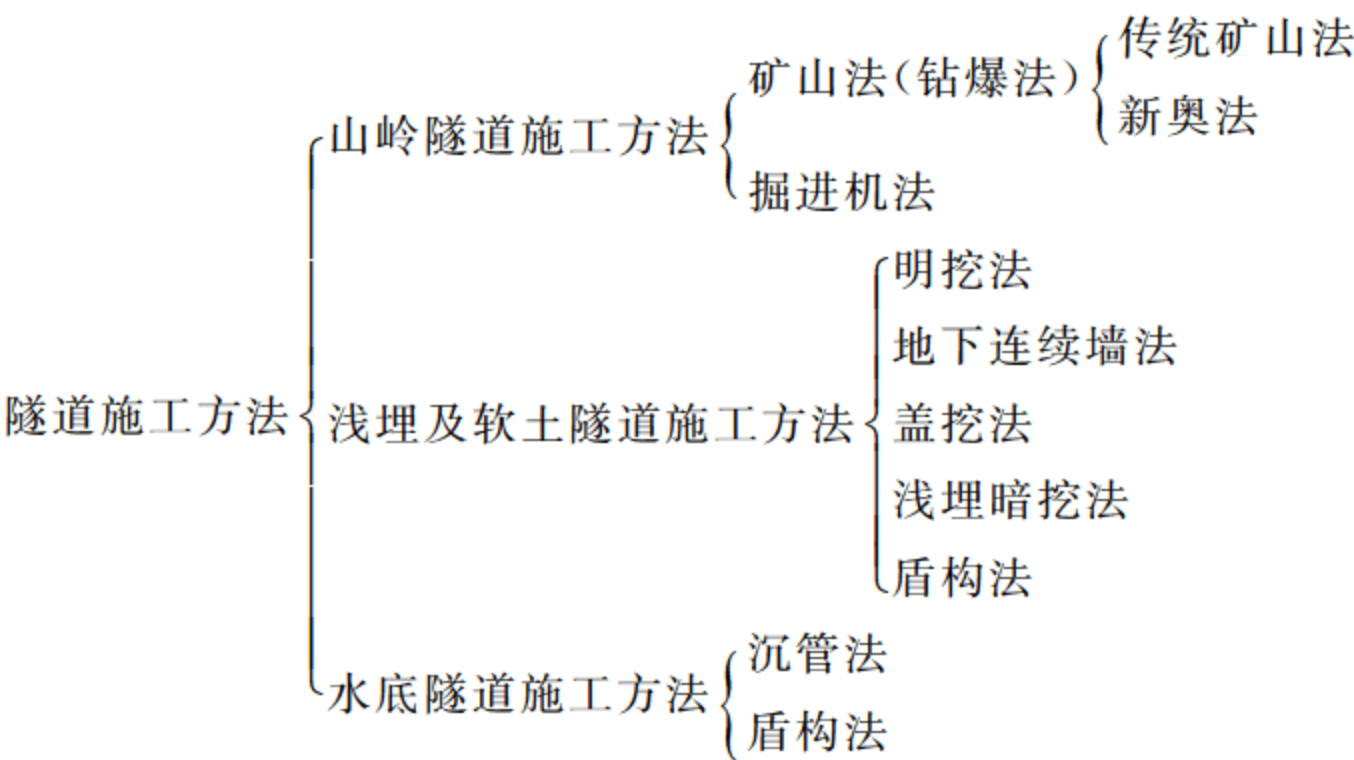 隧道施工方法
山岭隧道施工方法
矿山法(钻爆法)
传统矿山法
新奥法
掘进机法
浅埋及软土隧道施工方法
明挖法
地下连续墙法
盖挖法
浅埋暗挖法
盾构法
水底隧道施工方法
沉管法
盾构法